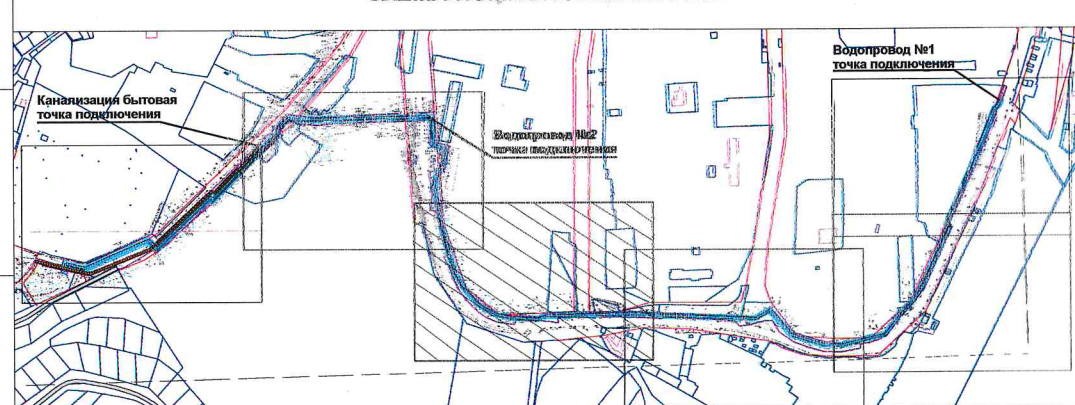 Водопровод №1
точка подключения
Канализация бытовая
точка подключения
Водопровод №2
точка подключения